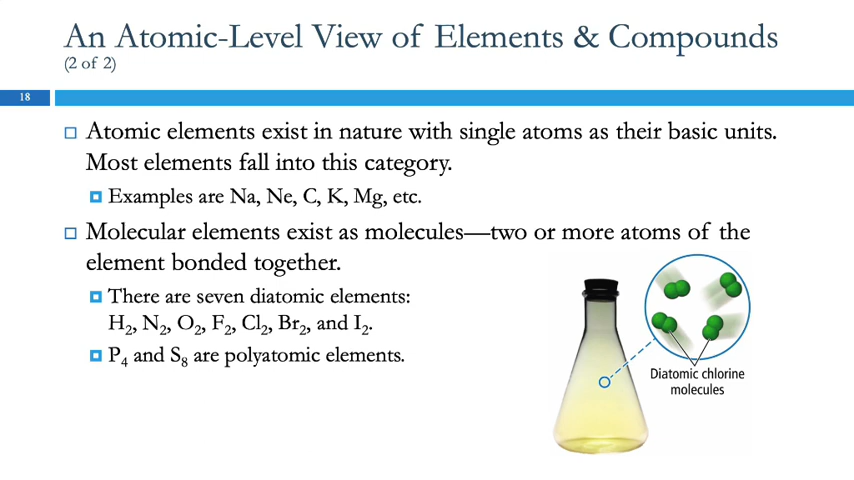 An Atomic-Level View of Elements & Compounds
(2 of 2)
18
Atomic elements exist in nature with single atoms as their basic units.
Most elements fall into this category.
Examples are Na, Ne, C, K, Mg, etc.
Molecular elements exist as molecules—two or more atoms of the
element bonded together.
There are seven diatomic elements:
H₂, N₂, O₂, F₂, Cl₂, Br₂, and I₂.
P₄ and S₈ are polyatomic elements.
Diatomic chlorine
molecules